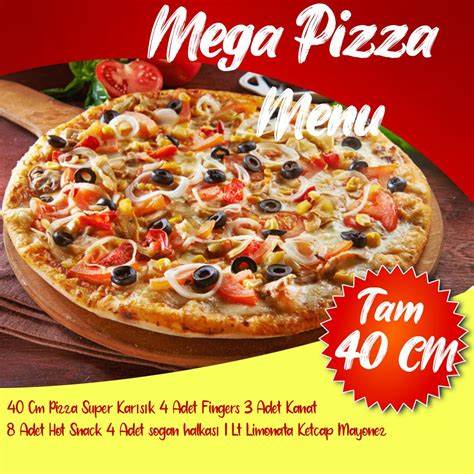 Mega Pizza
Menu
Tam
40 CM
40 Cm Pizza Super Karısık 4 Adet Fingers 3 Adet Kanat
8 Adet Hot Snack 4 Adet sogan halkası 1 Lt Limonata Ketcap Mayonez